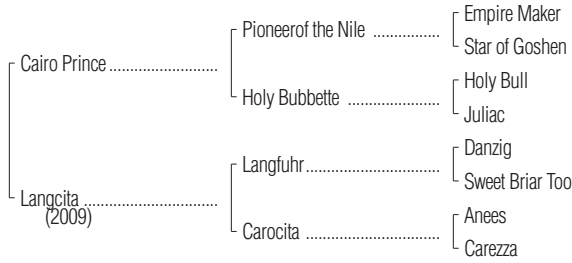 Empire Maker
Pioneerof the Nile ................
Star of Goshen
Cairo Prince ..........................
Holy Bull
Holy Bubbette ......................
Juliac
Danzig
Langfuhr................................
Sweet Briar Too
Langcita ................................
(2009)
Anees
Carocita ................................
Carezza